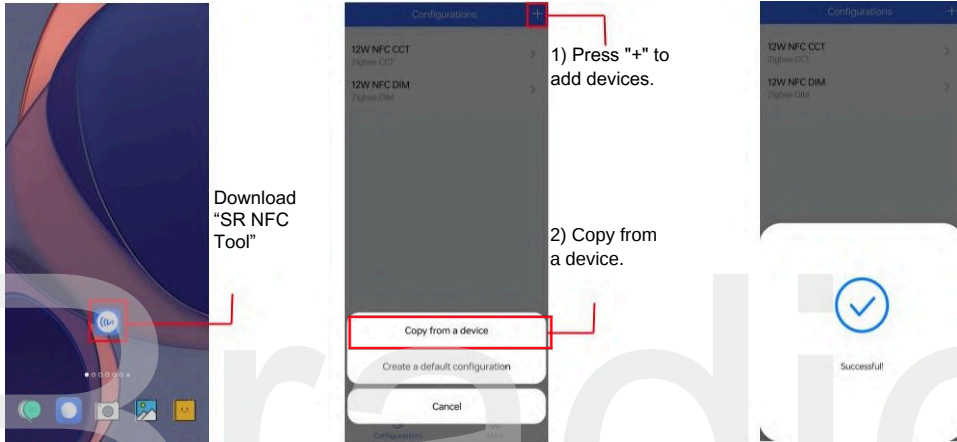 Download
“SR NFC
Tool”
Configurations +
12W NFC CCT
Zigbee CCT
12W NFC DIM
Zigbee DIM
1) Press "+" to
add devices.
2) Copy from
a device.
Copy from a device
Create a default configuration
Cancel
Configurations
More
Configurations +
12W NFC CCT
Zigbee CCT
12W NFC DIM
Zigbee DIM
Successful!
Bradic